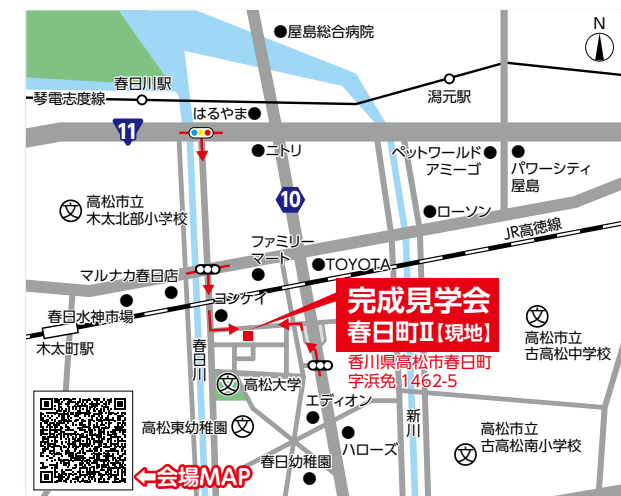 屋島総合病院
N
春日川駅
琴電志度線
潟元駅
はるやま
11
ニトリ
ペットワールド
アミーゴ
パワーシティ
屋島
10
高松市立
木太北部小学校
ローソン
JR高徳線
ファミリー
マート
TOYOTA
マルナカ春日店
コシケイ
春日水神市場
木太町駅
完成見学会
春日町Ⅱ【現地】
香川県高松市春日町
字浜免 1462-5
文
高松市立
古高松中学校
春日川
高松大学
エディオン
新川
高松東幼稚園
ハローズ
春日幼稚園
高松市立
古高松南小学校
文
文
文
文
←会場MAP